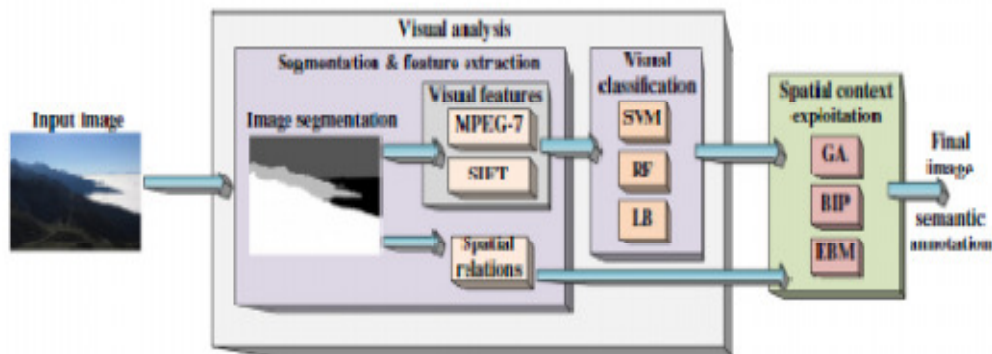 Visual analysis
Segmentation & feature extraction
Visual
classification
Visual features
Input image
Image segmentation
MPEG-7
SIFT
Spatial
relations
SVM
RF
LB
Spatial context
exploitation
GA
BIP
EBM
Final
image
semantic
annotation